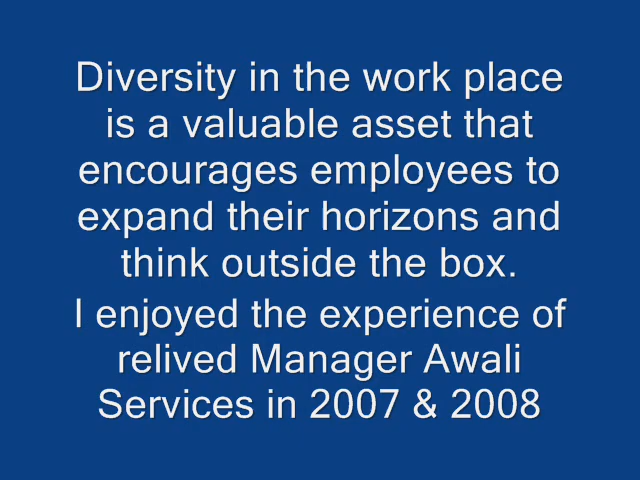 Diversity in the work place
is a valuable asset that
encourages employees to
expand their horizons and
think outside the box.
I enjoyed the experience of
relived Manager Awali
Services in 2007 & 2008